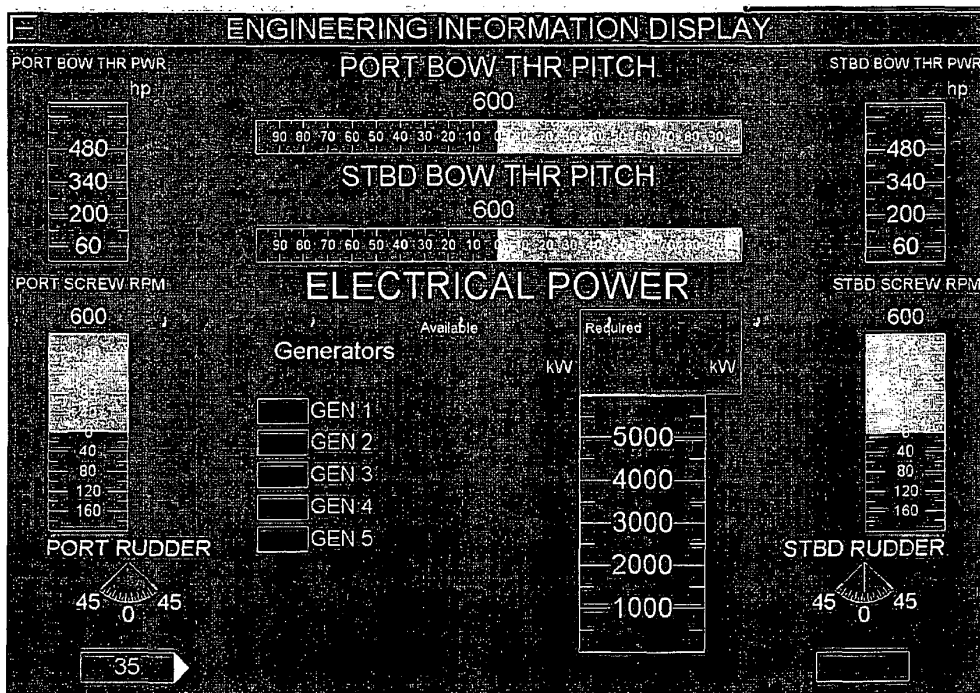 ENGINEERING INFORMATION DISPLAY
PORT BOW THR PWR
hp
480
340
200
60
PORT BOW THR PITCH
600
90 80 70 60 50 40 30 20 10 0
STBD BOW THR PITCH
600
90 80 70 60 50 40 30 20 10 0
STBD BOW THR PWR
hp
480
340
200
60
PORT SCREW RPM
600
0
40
80
120
160
ELECTRICAL POWER
Available
Required
Generators
kW
kW
GEN 1
GEN 2
GEN 3
GEN 4
GEN 5
5000
4000
3000
2000
1000
STBD SCREW RPM
600
40
80
120
160
PORT RUDDER
45 0 45
35
STBD RUDDER
45 0 45